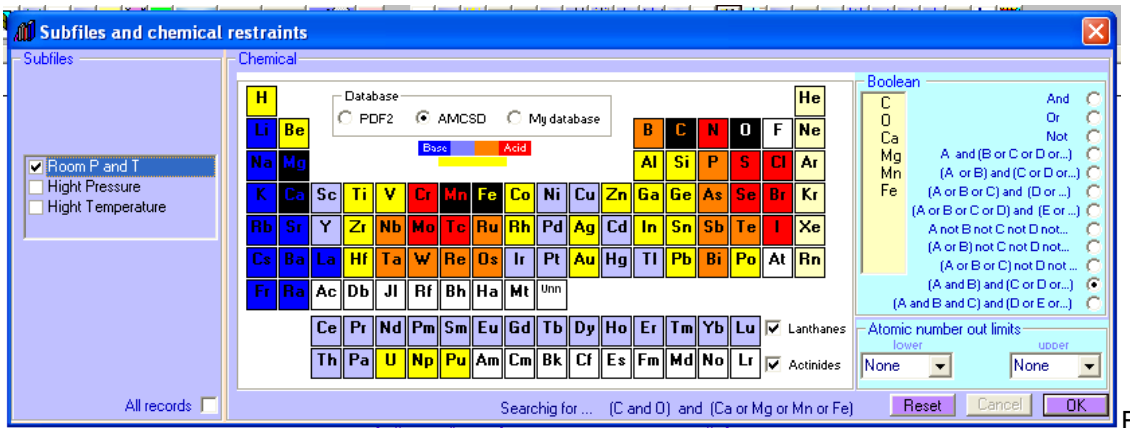 Subfiles and chemical restraints
Subfiles
Room P and T
Hight Pressure
Hight Temperature
All records
Chemical
Database
PDF2 AMCSD My database
Base Acid
H He
Li Be B C N O F Ne
Na Mg Al Si P S Cl Ar
K Ca Sc Ti V Cr Mn Fe Co Ni Cu Zn Ga Ge As Se Br Kr
Rb Sr Y Zr Nb Mo Tc Ru Rh Pd Ag Cd In Sn Sb Te I Xe
Cs Ba La Hf Ta W Re Os Ir Pt Au Hg Tl Pb Bi Po At Rn
Fr Ra Ac Db Jl Rf Bh Ha Mt Unn
Ce Pr Nd Pm Sm Eu Gd Tb Dy Ho Er Tm Yb Lu Lanthanes
Th Pa U Np Pu Am Cm Bk Cf Es Fm Md No Lr Actinides
Searchig for ... (C and O) and (Ca or Mg or Mn or Fe)
Boolean
C
O
Ca
Mg
Mn
Fe
And
Or
Not
A and (B or C or D or...)
(A or B) and (C or D or...)
(A or B or C) and (D or ...)
(A or B or C or D) and (E or ...)
A not B not C not D not...
(A or B) not C not D not...
(A or B or C) not D not ...
(A and B) and (C or D or...)
(A and B and C) and (D or E or...)
Atomic number out limits
lower upper
None None
Reset Cancel OK